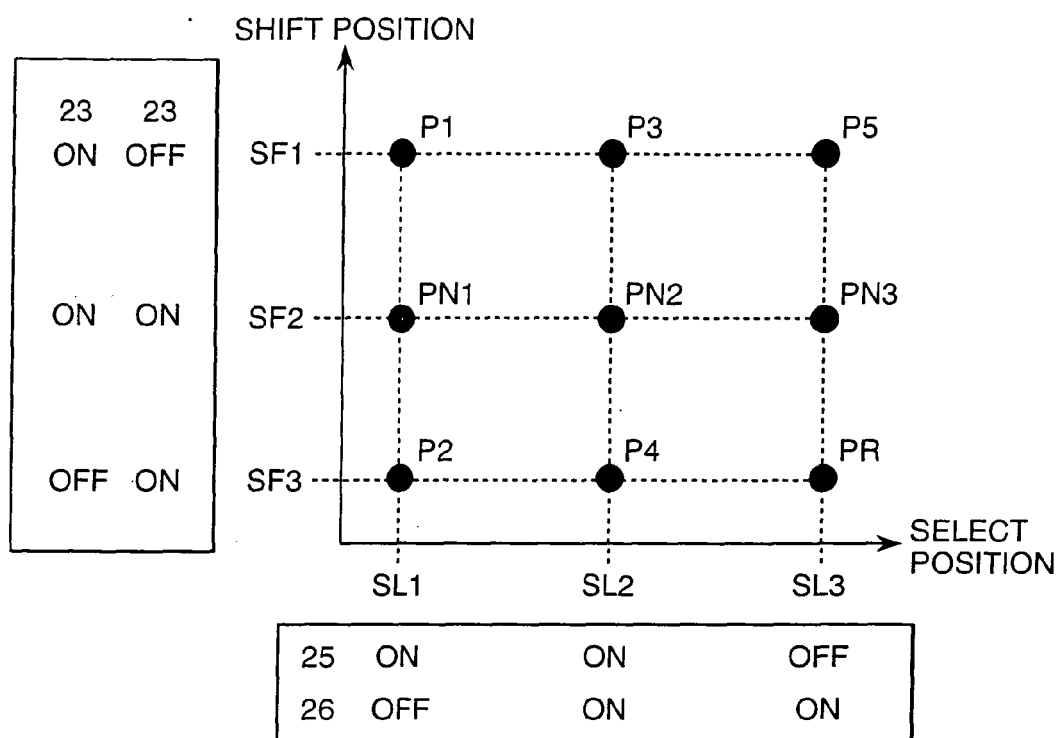 SHIFT POSITION
23 23
ON OFF
SF1
P1 P3 P5
ON ON
SF2
PN1 PN2 PN3
OFF ON
SF3
P2 P4 PR
SELECT
POSITION
SL1 SL2 SL3
25 ON ON OFF
26 OFF ON ON